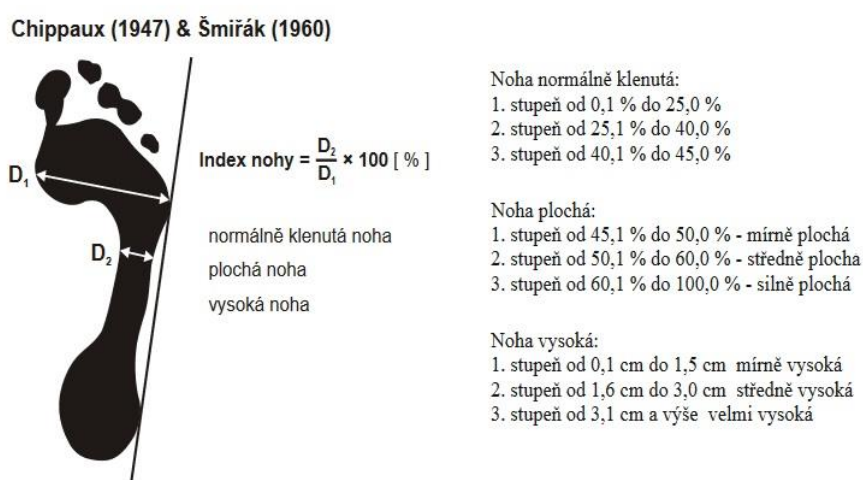 Chippaux (1947) & Šmiřák (1960)
D₁
D₂
Index nohy = D₂/D₁ × 100 [ % ]
normálně klenutá noha
plochá noha
vysoká noha
Noha normálně klenutá:
1. stupeň od 0,1 % do 25,0 %
2. stupeň od 25,1 % do 40,0 %
3. stupeň od 40,1 % do 45,0 %
Noha plochá:
1. stupeň od 45,1 % do 50,0 % - mírně plochá
2. stupeň od 50,1 % do 60,0 % - středně plocha
3. stupeň od 60,1 % do 100,0 % - silně plochá
Noha vysoká:
1. stupeň od 0,1 cm do 1,5 cm mírně vysoká
2. stupeň od 1,6 cm do 3,0 cm středně vysoká
3. stupeň od 3,1 cm a výše velmi vysoká